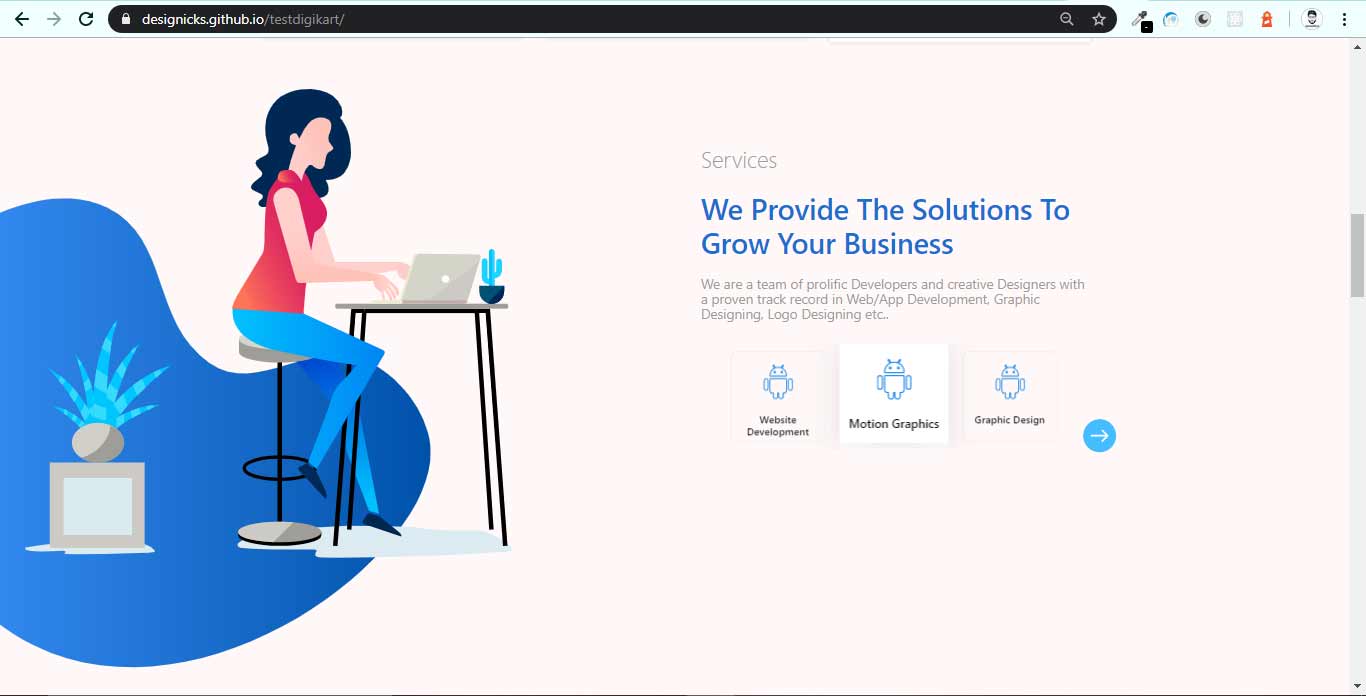 designicks.github.io/testdigikart/
Services
We Provide The Solutions To
Grow Your Business
We are a team of prolific Developers and creative Designers with
a proven track record in Web/App Development, Graphic
Designing, Logo Designing etc..
Website
Development
Motion Graphics
Graphic Design